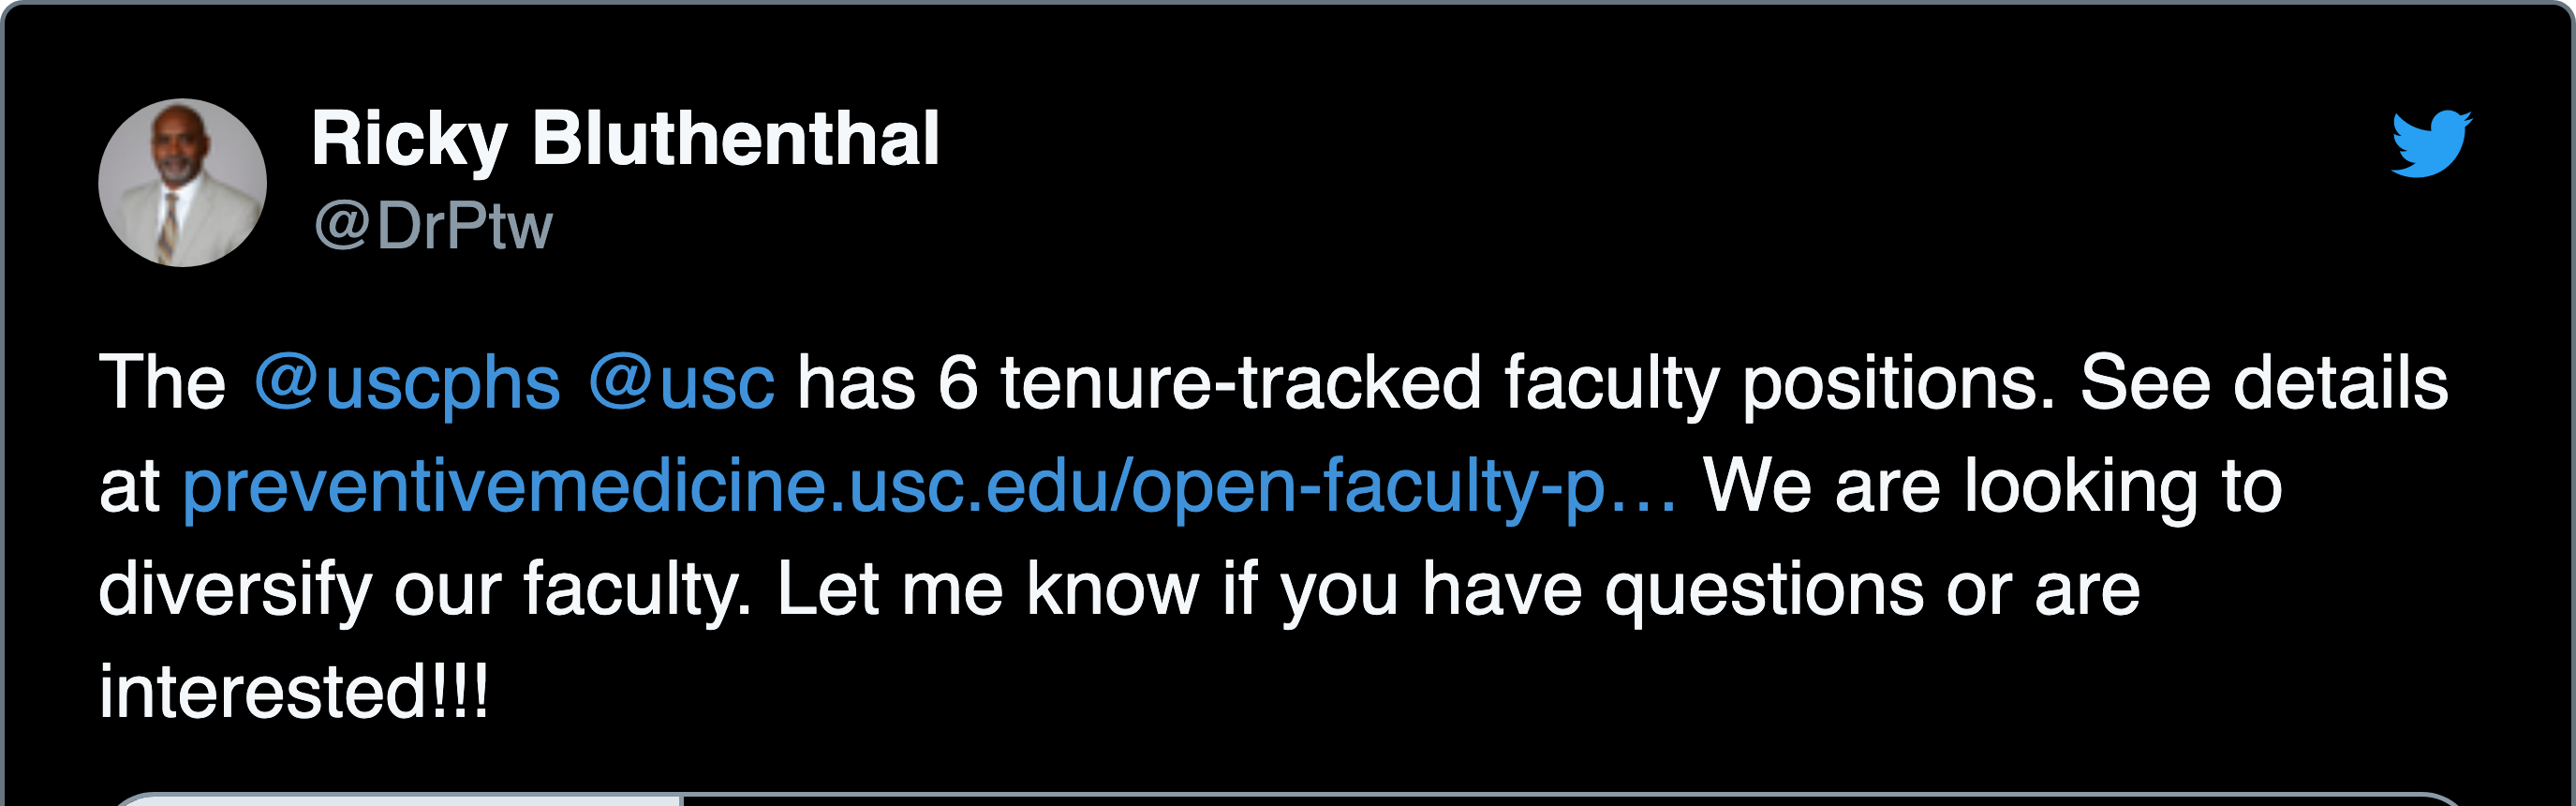 Ricky Bluthenthal
@DrPtw
The @uscphs @usc has 6 tenure-tracked faculty positions. See details
at preventivemedicine.usc.edu/open-faculty-p… We are looking to
diversify our faculty. Let me know if you have questions or are
interested!!!